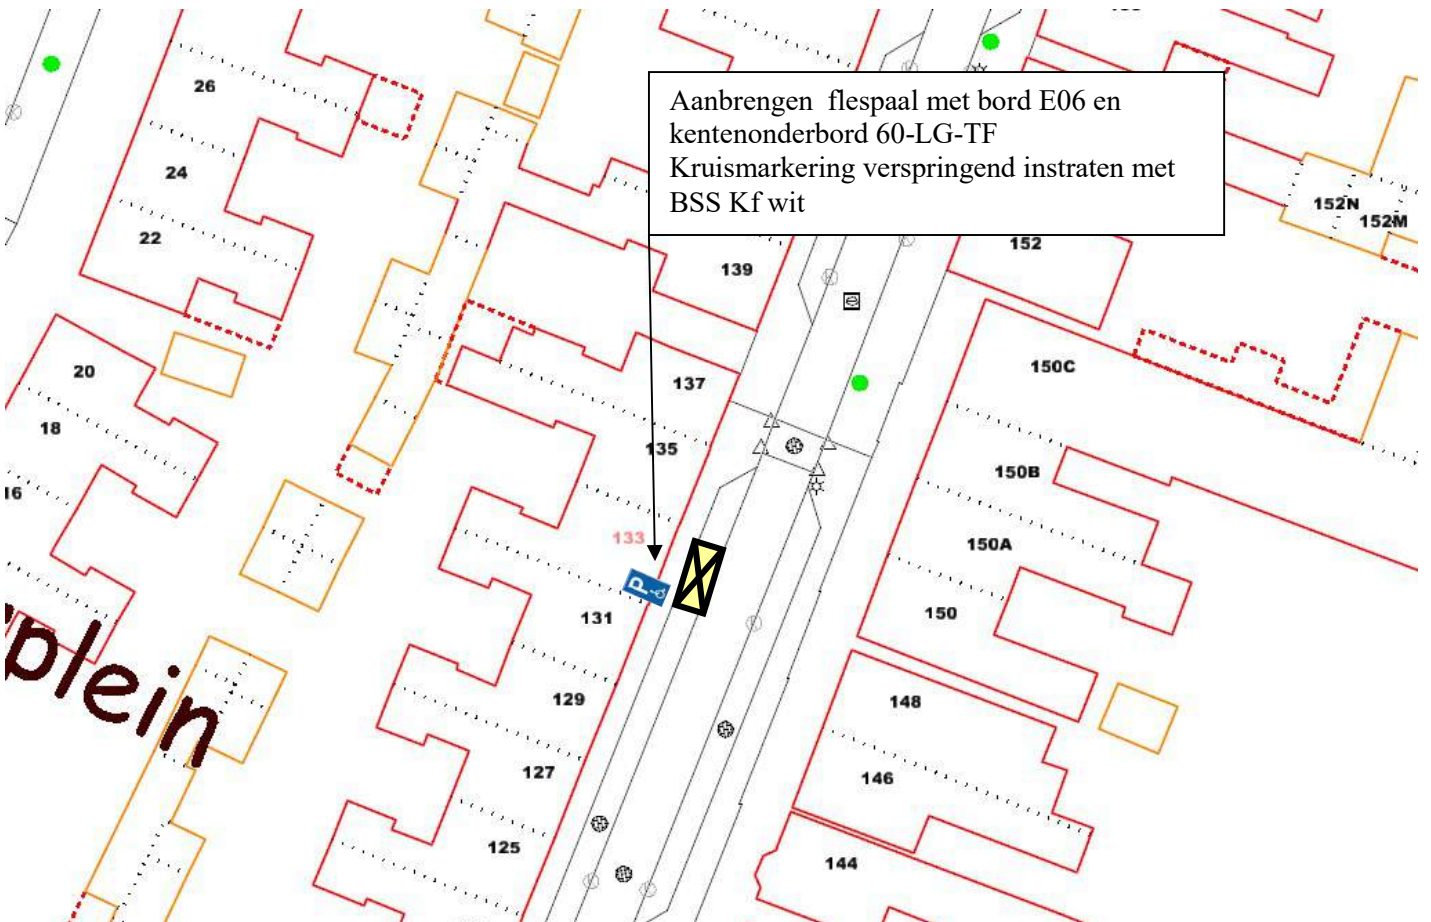 Aanbrengen  flespaal met bord E06 en
kentenonderbord 60-LG-TF
Kruismarkering verspringend instraten met
BSS Kf wit
26
24
22
20
18
16
139
137
135
133
131
129
127
125
152N
152M
152
150C
150B
150A
150
148
146
144
P
plein